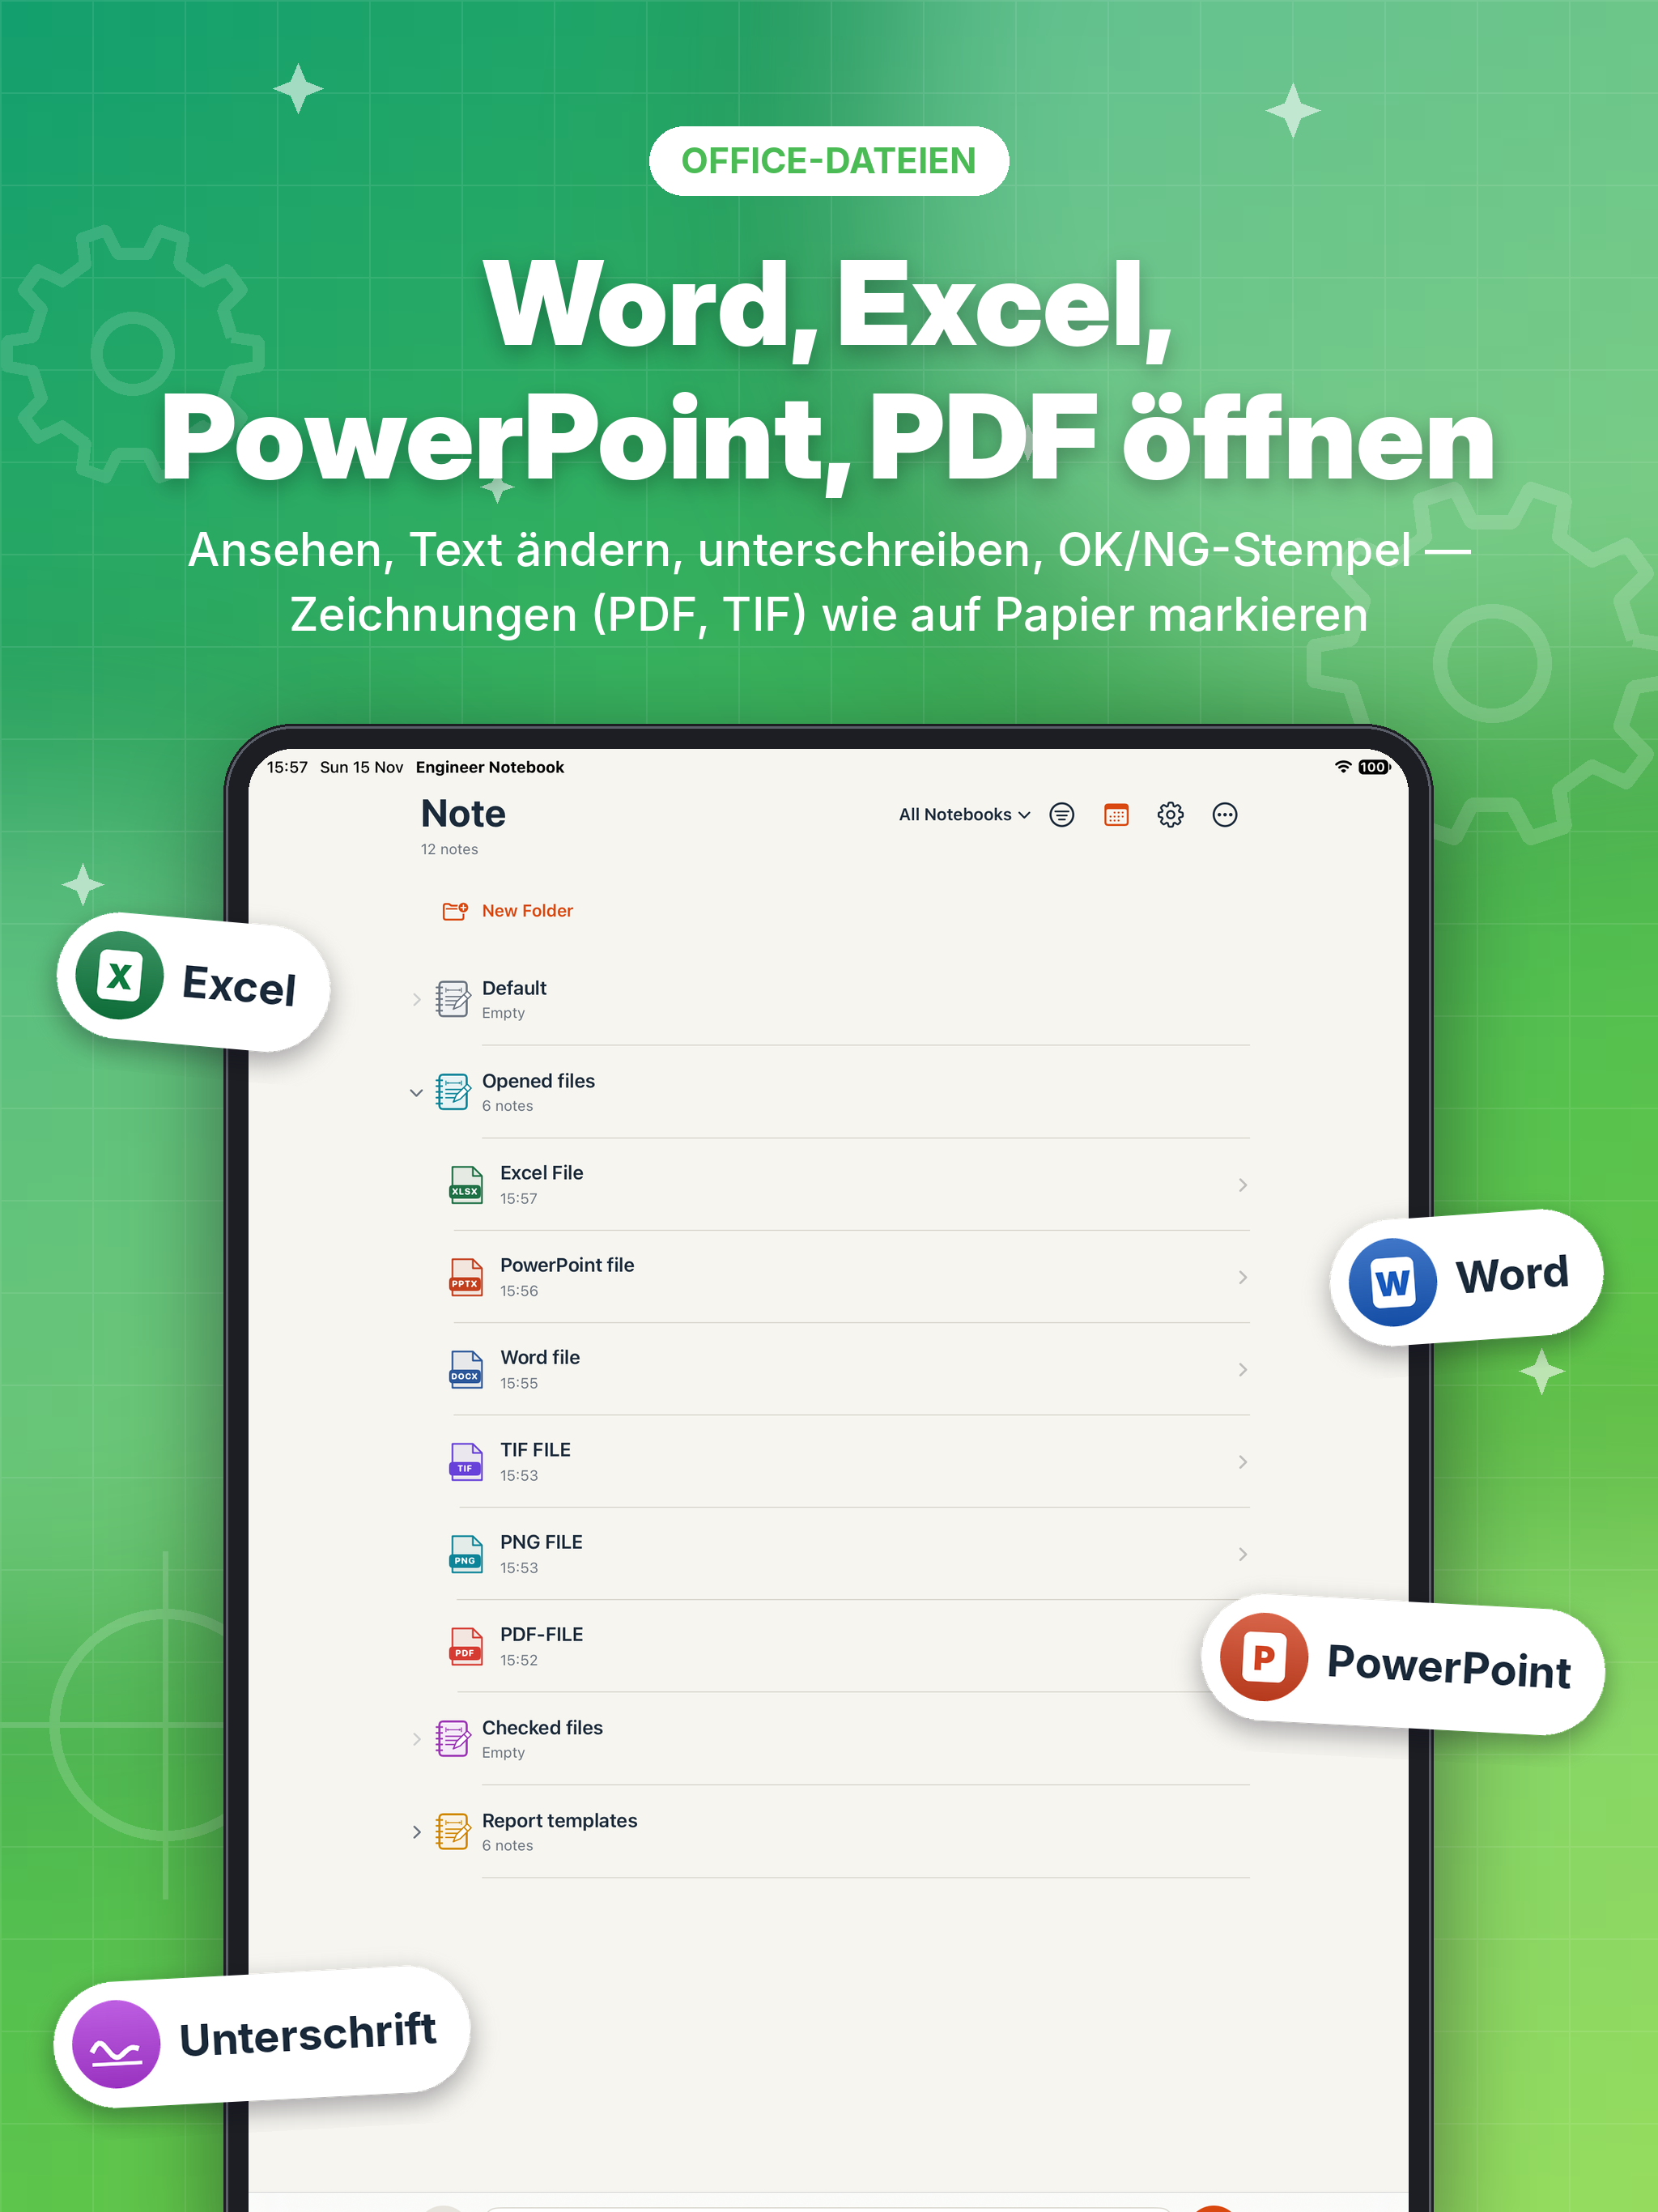 OFFICE-DATEIEN
Word, Excel,
PowerPoint, PDF öffnen
Ansehen, Text ändern, unterschreiben, OK/NG-Stempel —
Zeichnungen (PDF, TIF) wie auf Papier markieren
15:57 Sun 15 Nov Engineer Notebook 100
Note
All Notebooks
12 notes
New Folder
X Excel
Default
Empty
Opened files
6 notes
XLSX Excel File
15:57
PPTX PowerPoint file
15:56
W Word
DOCX Word file
15:55
TIF TIF FILE
15:53
PNG PNG FILE
15:53
PDF PDF-FILE
15:52
P PowerPoint
Checked files
Empty
Report templates
6 notes
Unterschrift